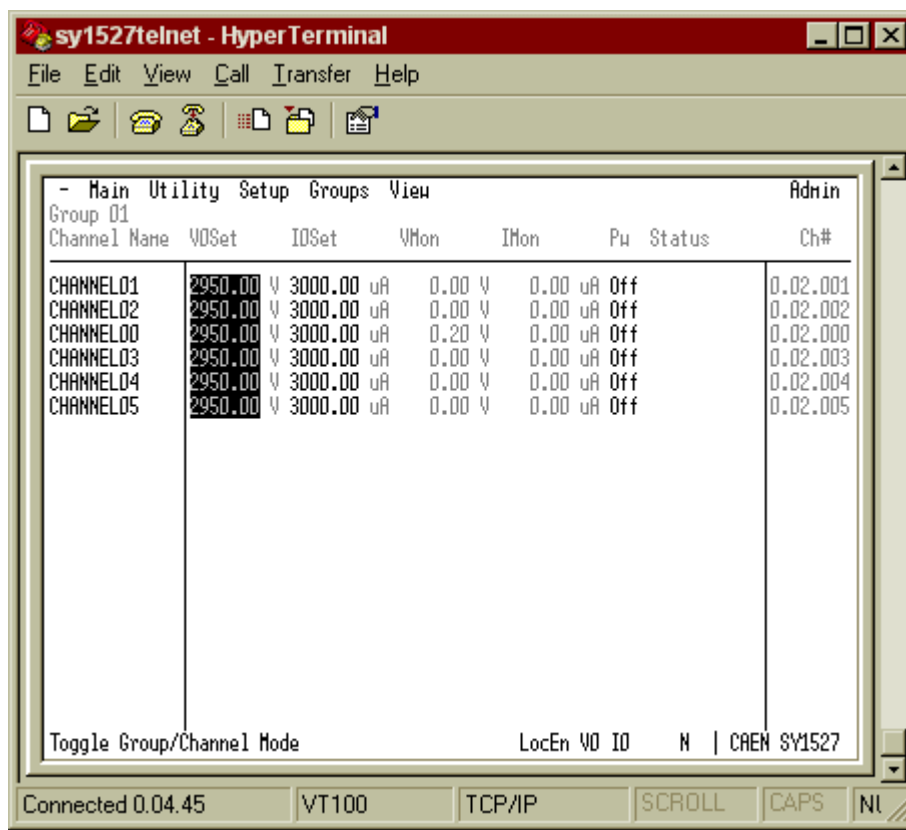 sy1527telnet - HyperTerminal
File Edit View Call Transfer Help
- Main Utility Setup Groups View Admin
Group 01
Channel Name V0Set I0Set VMon IMon Pw Status Ch#
CHANNEL01 2950.00 V 3000.00 uA 0.00 V 0.00 uA Off 0.02.001
CHANNEL02 2950.00 V 3000.00 uA 0.00 V 0.00 uA Off 0.02.002
CHANNEL00 2950.00 V 3000.00 uA 0.20 V 0.00 uA Off 0.02.000
CHANNEL03 2950.00 V 3000.00 uA 0.00 V 0.00 uA Off 0.02.003
CHANNEL04 2950.00 V 3000.00 uA 0.00 V 0.00 uA Off 0.02.004
CHANNEL05 2950.00 V 3000.00 uA 0.00 V 0.00 uA Off 0.02.005
Toggle Group/Channel Mode LocEn V0 I0 N | CAEN SY1527
Connected 0.04.45 VT100 TCP/IP SCROLL CAPS